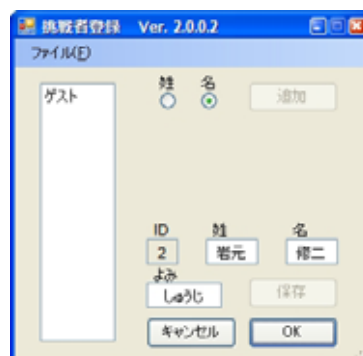 挑戦者登録 Ver. 2.0.0.2
ファイル(F)
ゲスト
姓 名
追加
ID 姓 名
2 岩元 修二
よみ
しゅうじ
保存
キャンセル OK